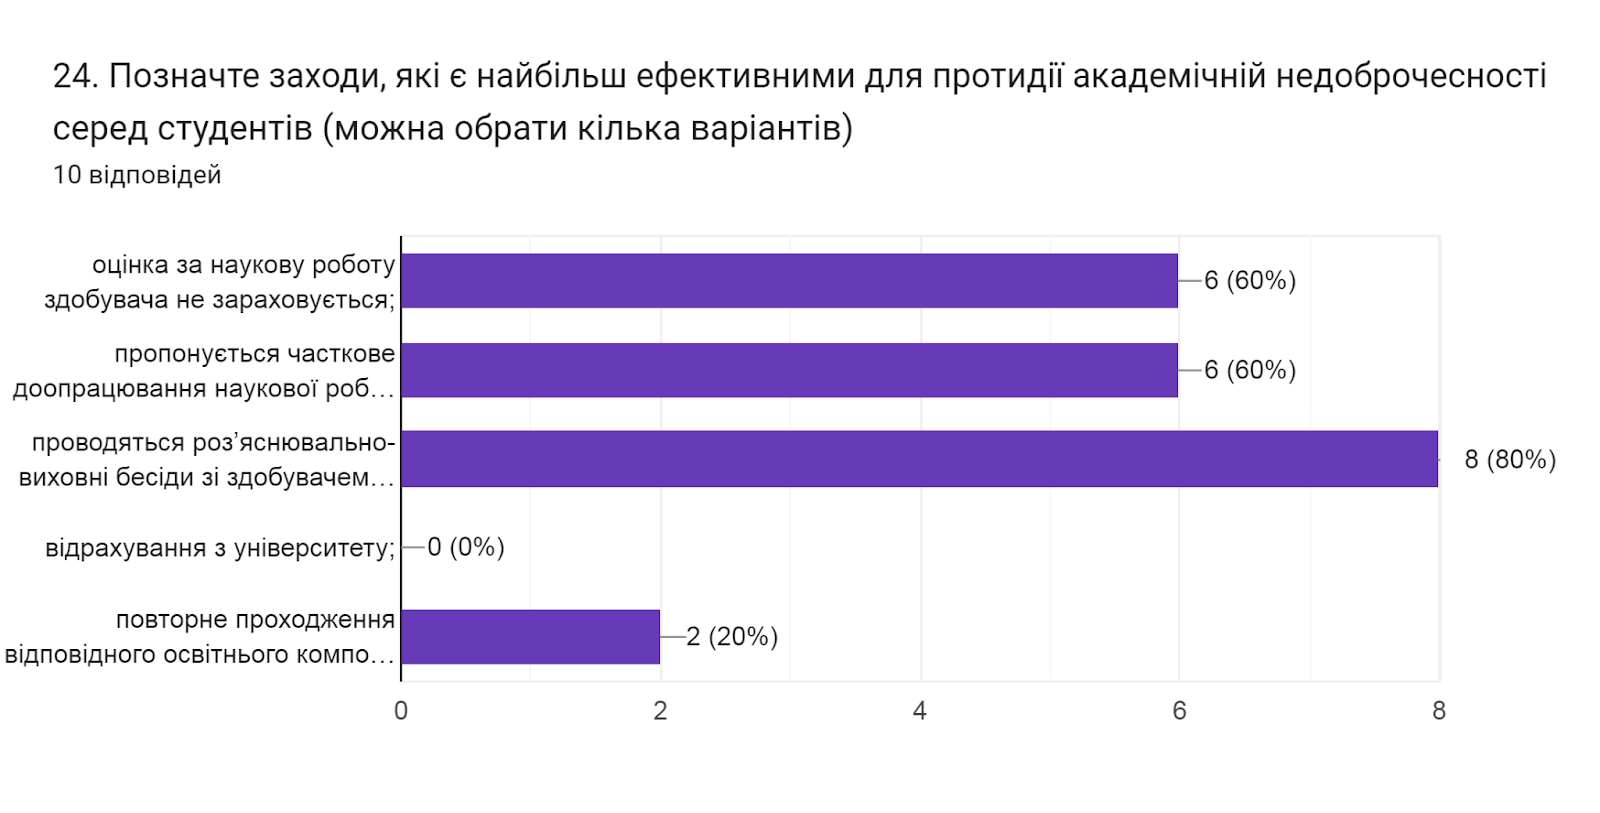 24. Позначте заходи, які є найбільш ефективними для протидії академічній недоброчесності
серед студентів (можна обрати кілька варіантів)
10 відповідей
оцінка за наукову роботу
здобувача не зараховується;
6 (60%)
пропонується часткове
доопрацювання наукової роб…
6 (60%)
проводяться роз’яснювально-
виховні бесіди зі здобувачем…
8 (80%)
відрахування з університету;
0 (0%)
повторне проходження
відповідного освітнього компо…
2 (20%)
0 2 4 6 8